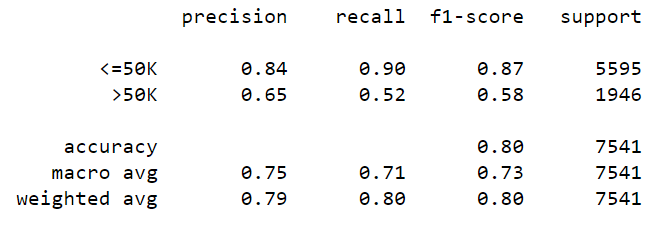 precision recall f1-score support
<=50K 0.84 0.90 0.87 5595
>50K 0.65 0.52 0.58 1946
accuracy 0.80 7541
macro avg 0.75 0.71 0.73 7541
weighted avg 0.79 0.80 0.80 7541